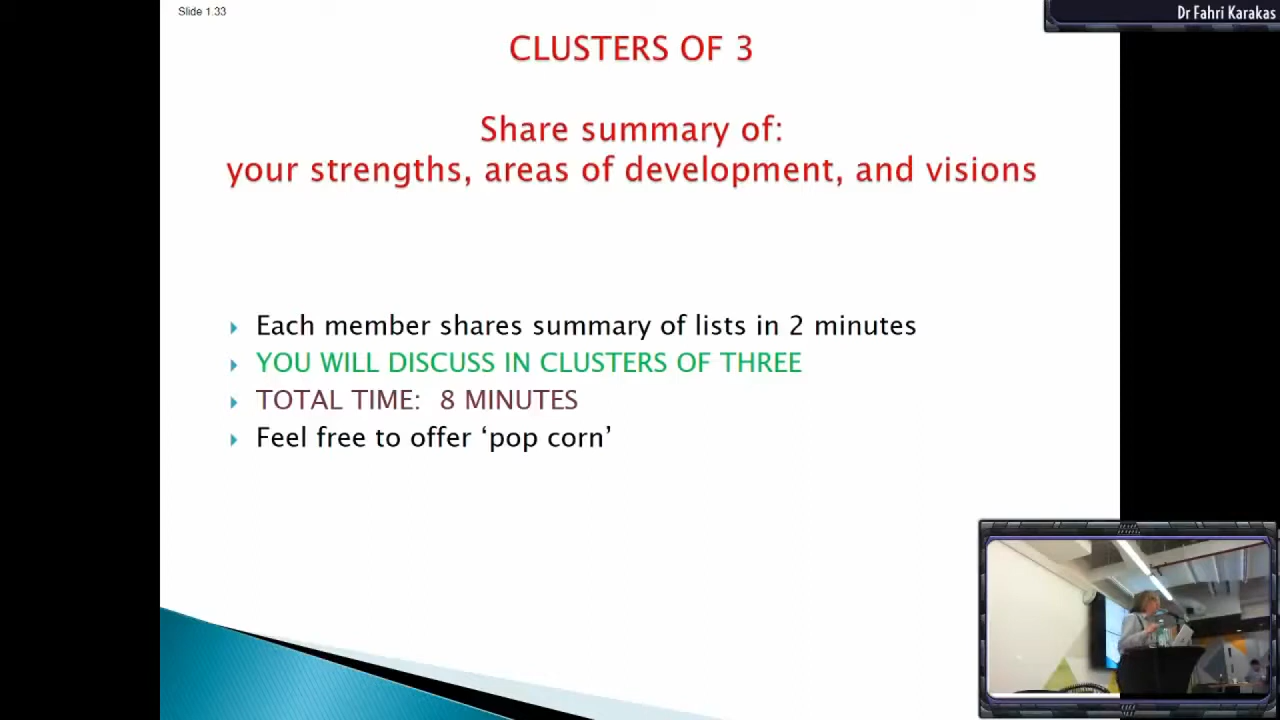 Slide 1.33
Dr Fahri Karakas
CLUSTERS OF 3
Share summary of:
your strengths, areas of development, and visions
Each member shares summary of lists in 2 minutes
YOU WILL DISCUSS IN CLUSTERS OF THREE
TOTAL TIME: 8 MINUTES
Feel free to offer ‘pop corn’